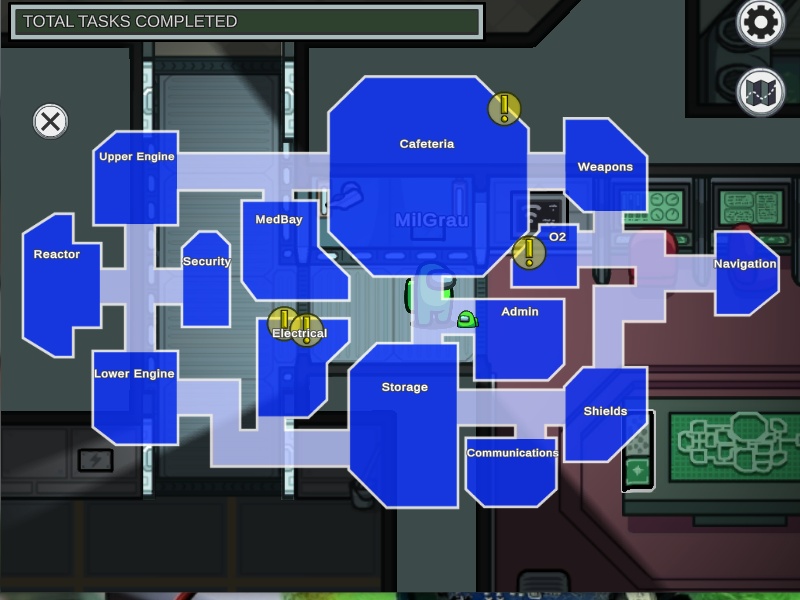 TOTAL TASKS COMPLETED
Cafeteria
Upper Engine
Weapons
MedBay
MilGrau
O2
Reactor
Security
Navigation
Admin
Electrical
Lower Engine
Storage
Shields
Communications